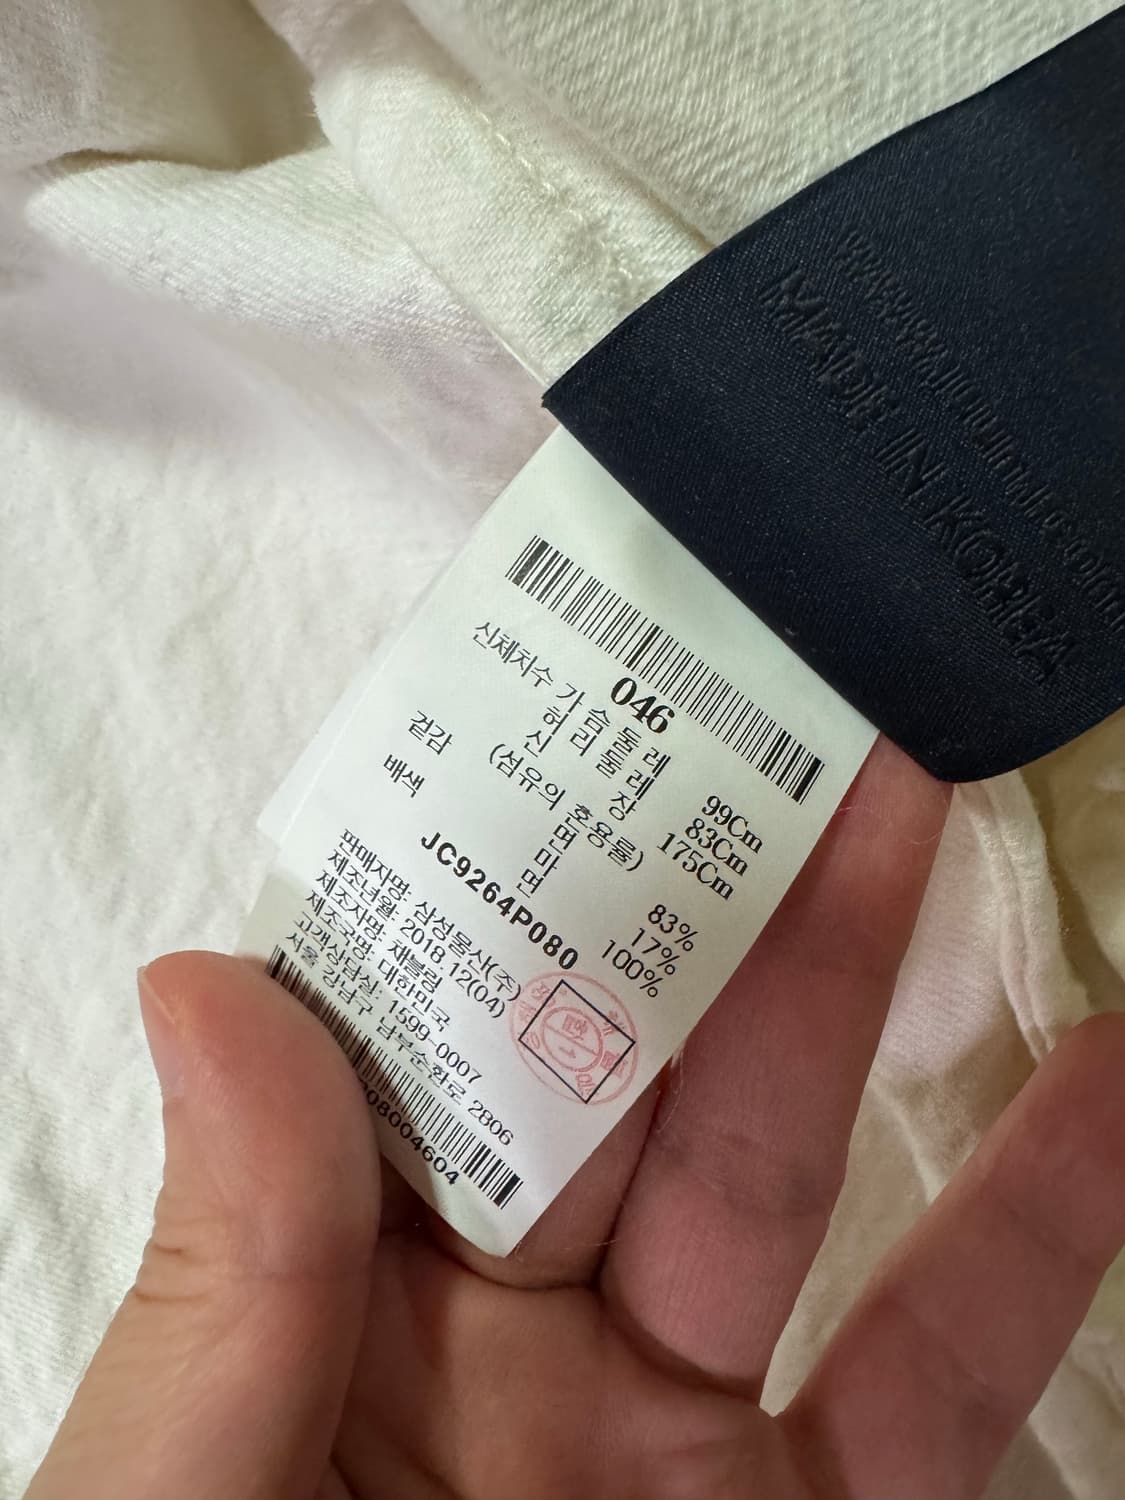 MADE IN KOREA
046
신체치수 가슴둘레 99Cm
허리둘레 83Cm
신장 175Cm
(섬유의 혼용률)
겉감 면 83%
마 17%
배색 면 100%
JC9264P080
판매자명: 삼성물산(주)
제조년월: 2018.12(04)
제조자명: 채블림
제조국명: 대한민국
고객상담실: 1599-0007
서울 강남구 남부순환로 2806
08004604